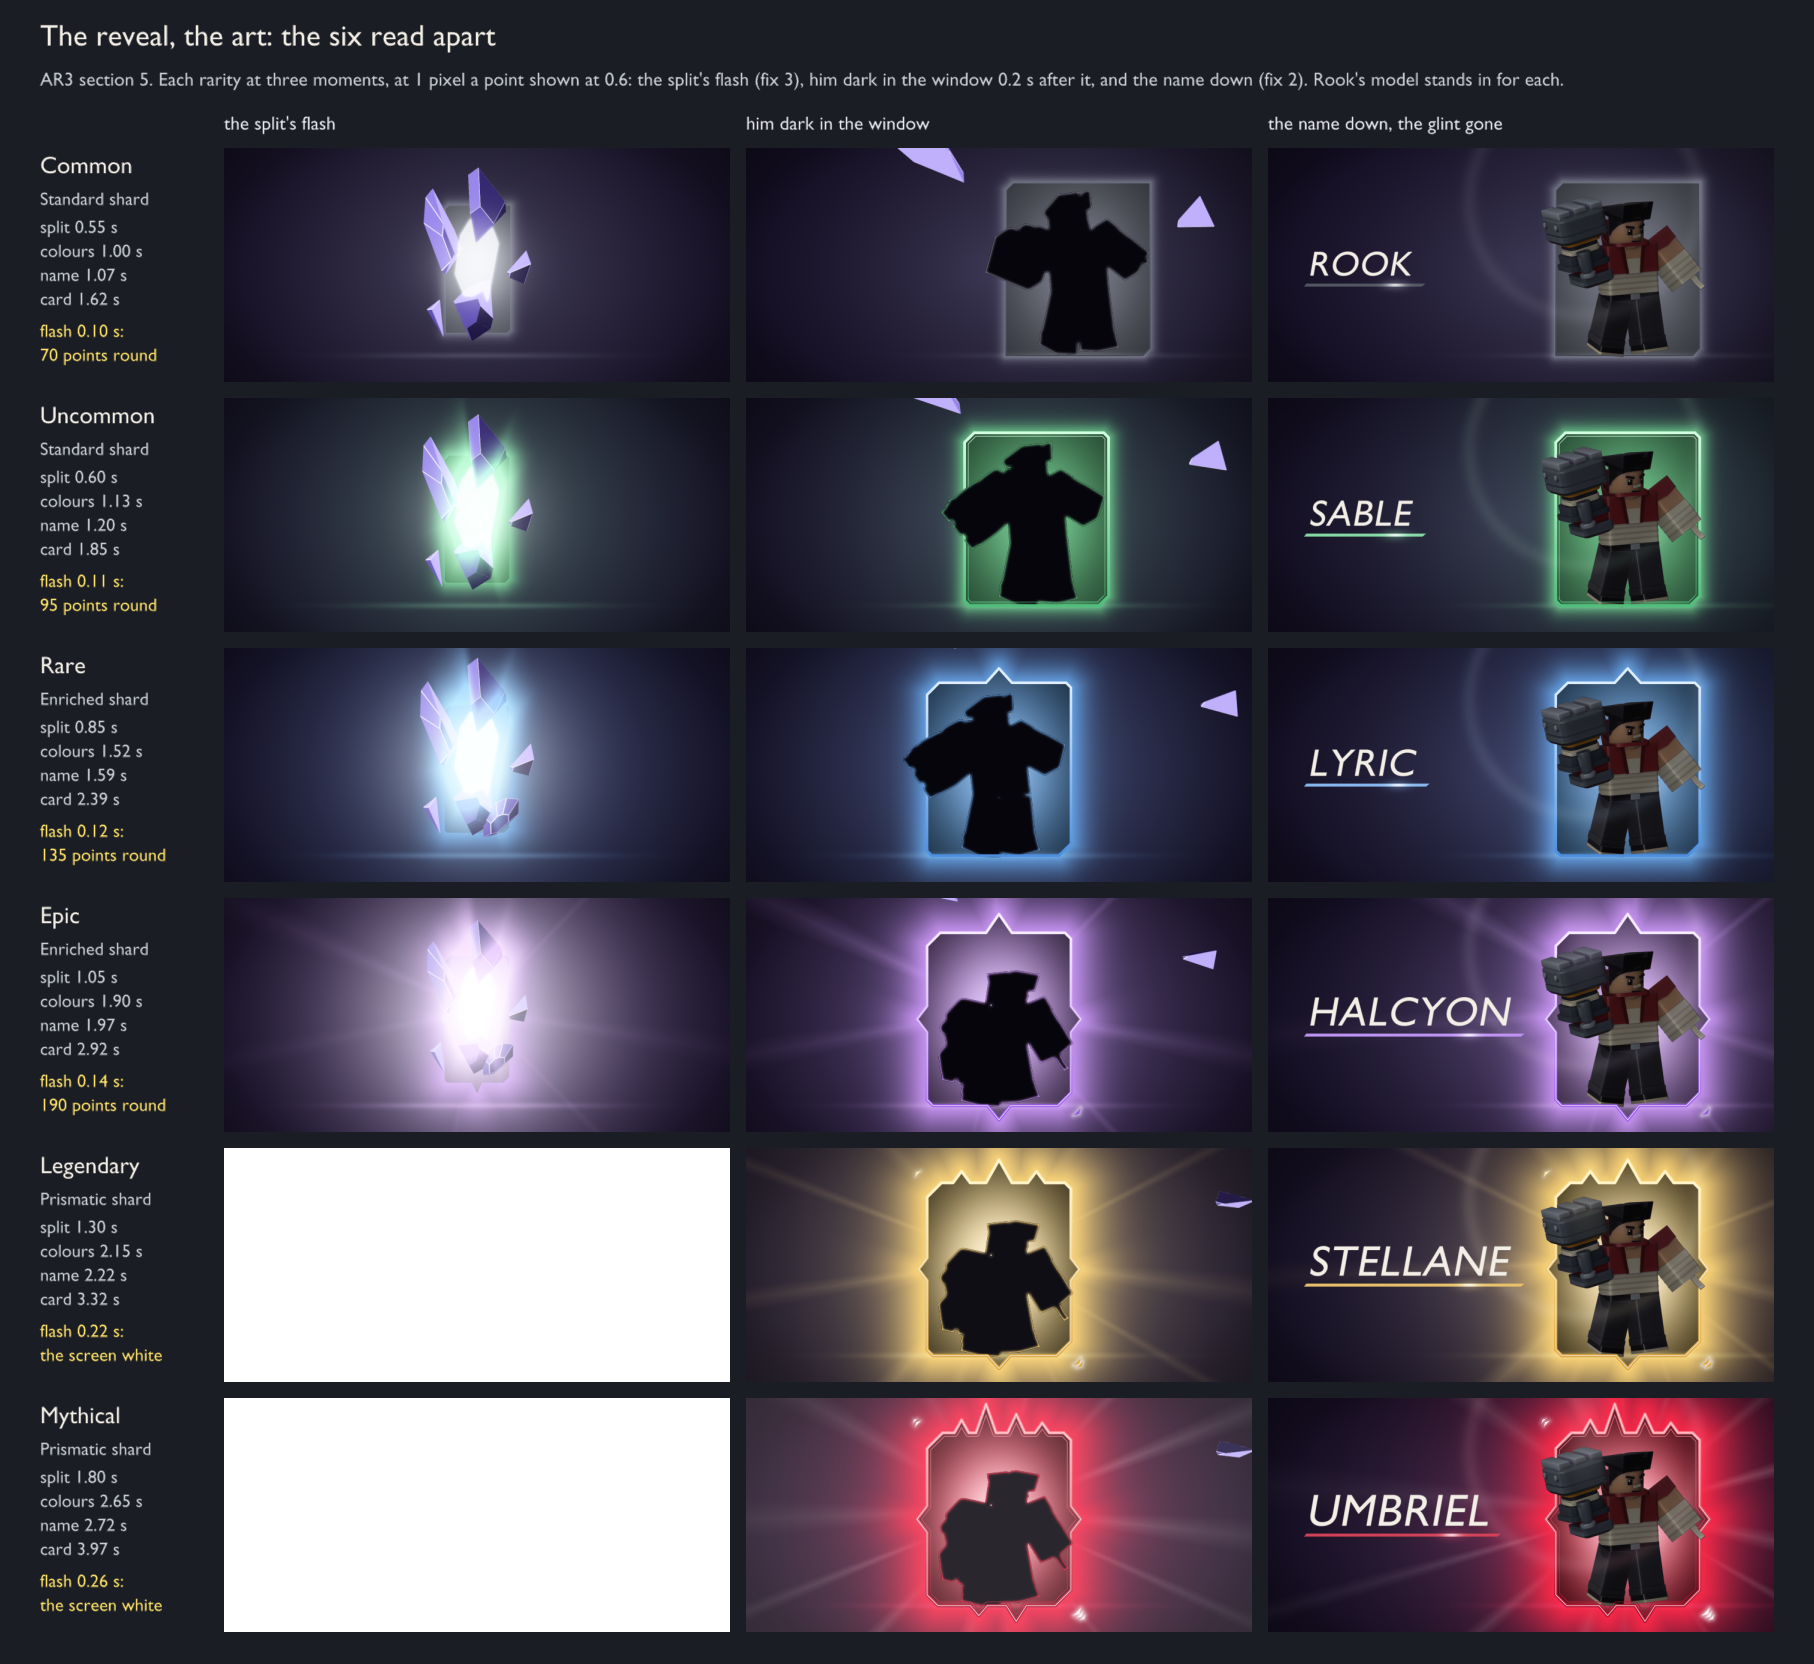 The reveal, the art: the six read apart
AR3 section 5. Each rarity at three moments, at 1 pixel a point shown at 0.6: the split's flash (fix 3), him dark in the window 0.2 s after it, and the name down (fix 2). Rook's model stands in for each.
the split's flash
him dark in the window
the name down, the glint gone
Common
Standard shard
split 0.55 s
colours 1.00 s
name 1.07 s
card 1.62 s
flash 0.10 s:
70 points round
ROOK
Uncommon
Standard shard
split 0.60 s
colours 1.13 s
name 1.20 s
card 1.85 s
flash 0.11 s:
95 points round
SABLE
Rare
Enriched shard
split 0.85 s
colours 1.52 s
name 1.59 s
card 2.39 s
flash 0.12 s:
135 points round
LYRIC
Epic
Enriched shard
split 1.05 s
colours 1.90 s
name 1.97 s
card 2.92 s
flash 0.14 s:
190 points round
HALCYON
Legendary
Prismatic shard
split 1.30 s
colours 2.15 s
name 2.22 s
card 3.32 s
flash 0.22 s:
the screen white
STELLANE
Mythical
Prismatic shard
split 1.80 s
colours 2.65 s
name 2.72 s
card 3.97 s
flash 0.26 s:
the screen white
UMBRIEL